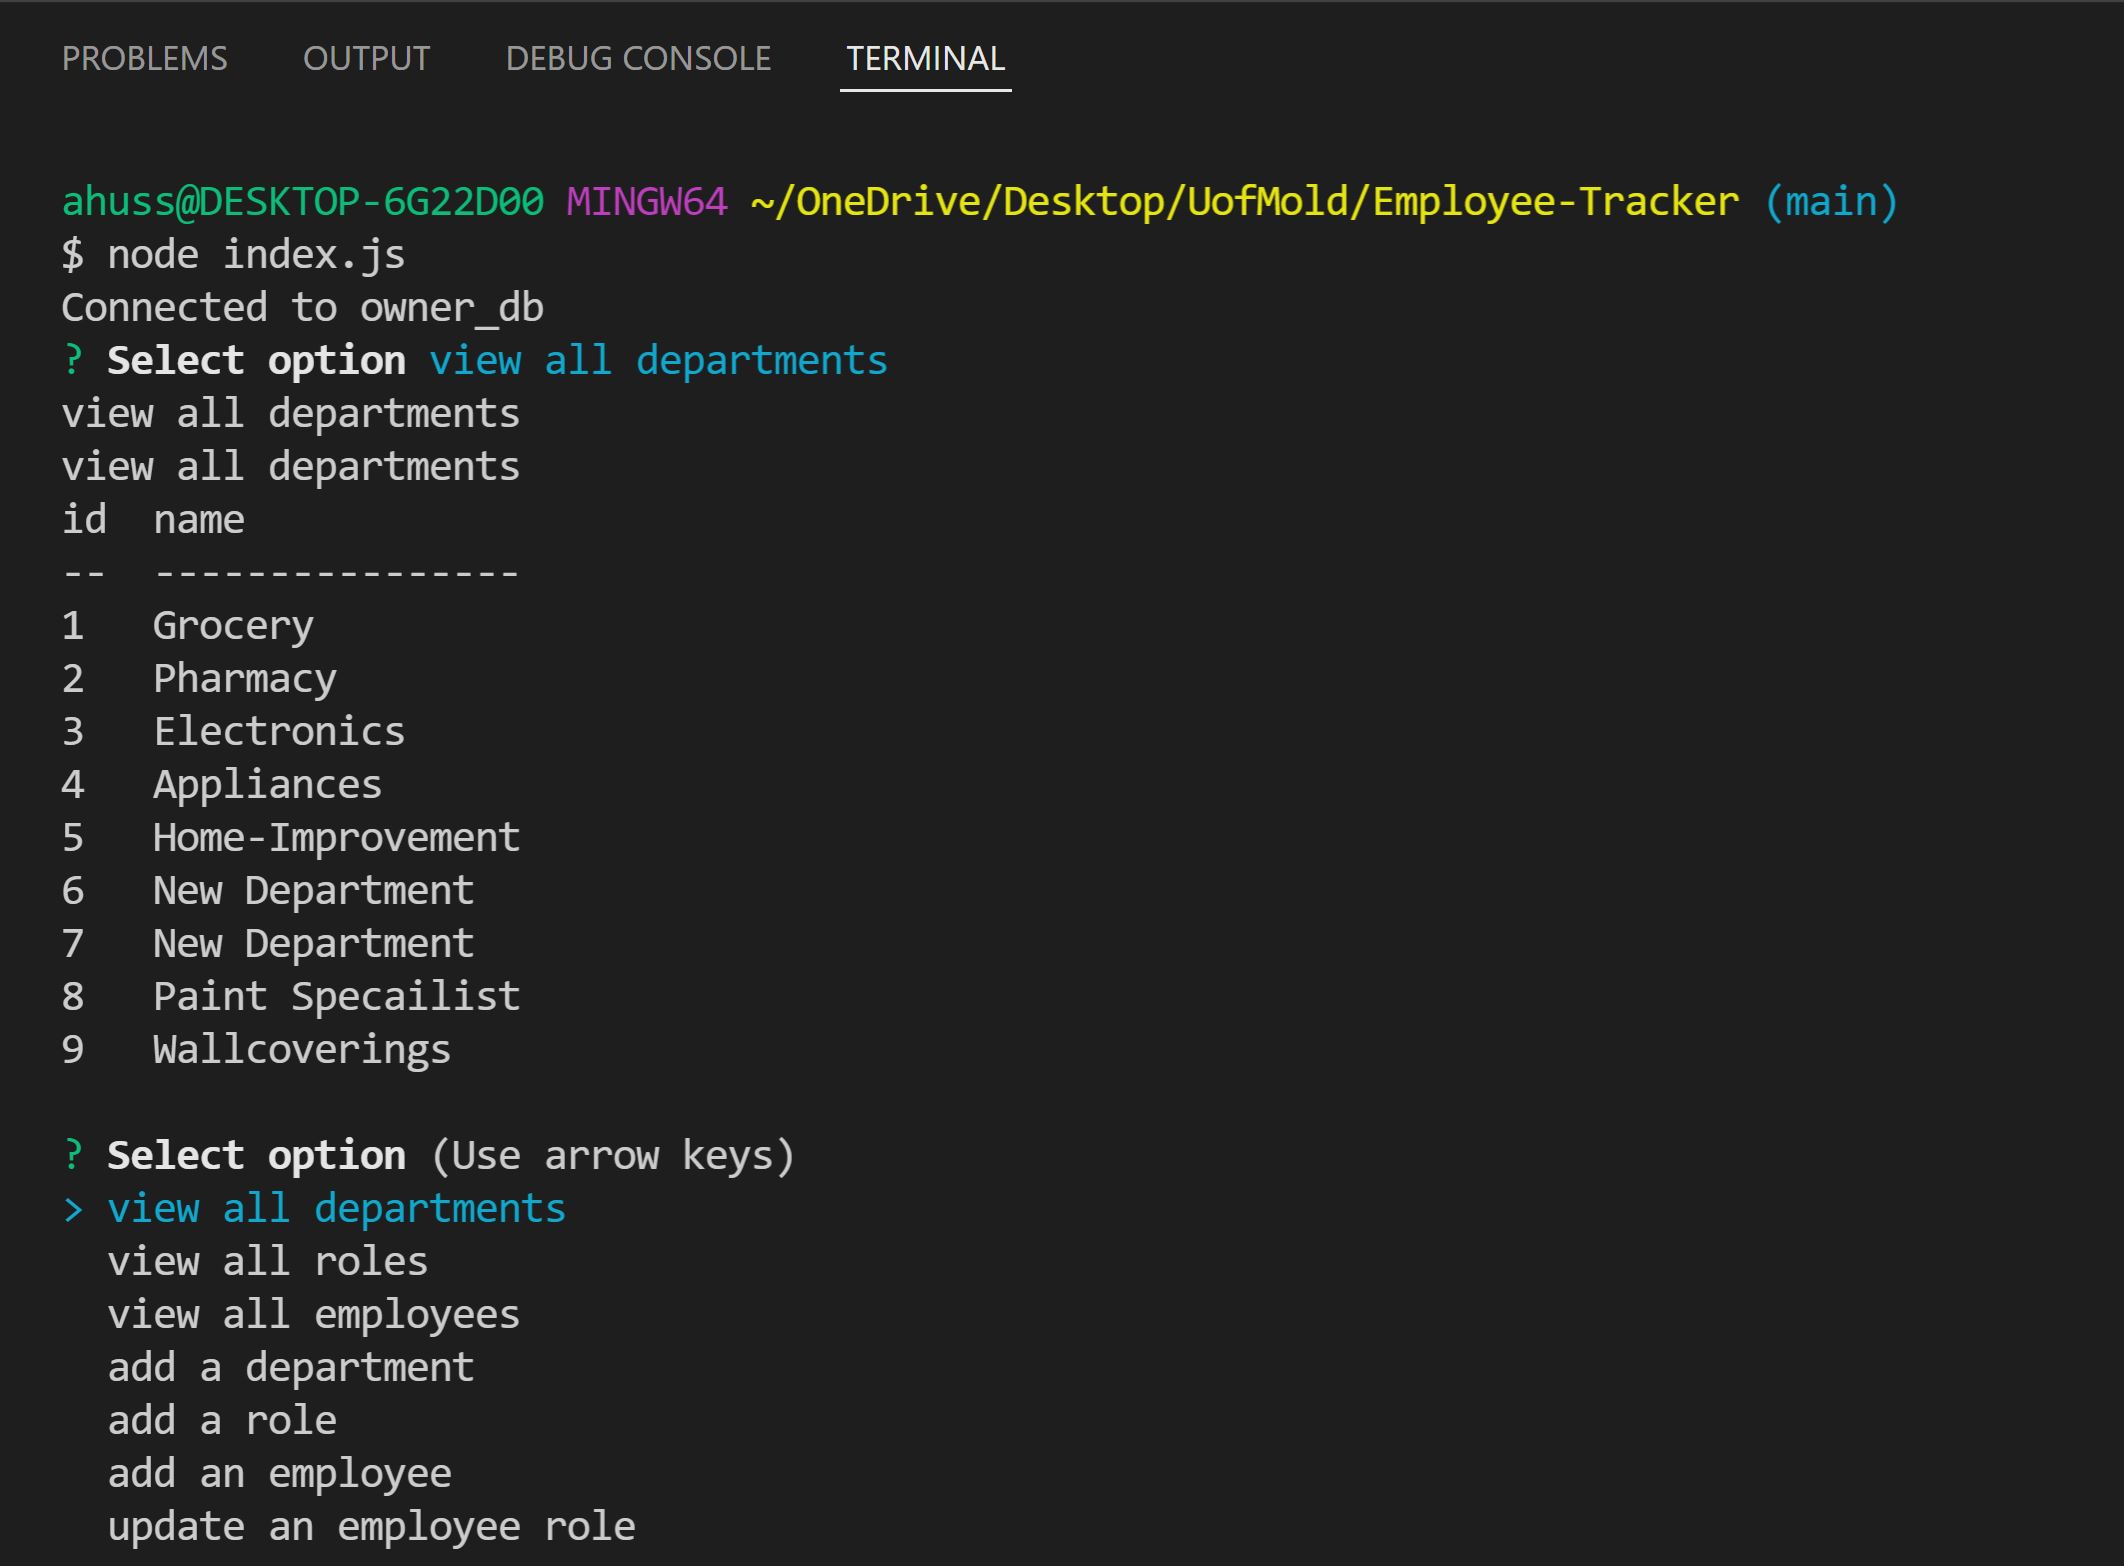 PROBLEMS OUTPUT DEBUG CONSOLE TERMINAL
ahuss@DESKTOP-6G22D00 MINGW64 ~/OneDrive/Desktop/UofMold/Employee-Tracker (main)
$ node index.js
Connected to owner_db
? Select option view all departments
view all departments
view all departments
id  name
--  ----------------
1   Grocery
2   Pharmacy
3   Electronics
4   Appliances
5   Home-Improvement
6   New Department
7   New Department
8   Paint Specailist
9   Wallcoverings
? Select option (Use arrow keys)
> view all departments
  view all roles
  view all employees
  add a department
  add a role
  add an employee
  update an employee role